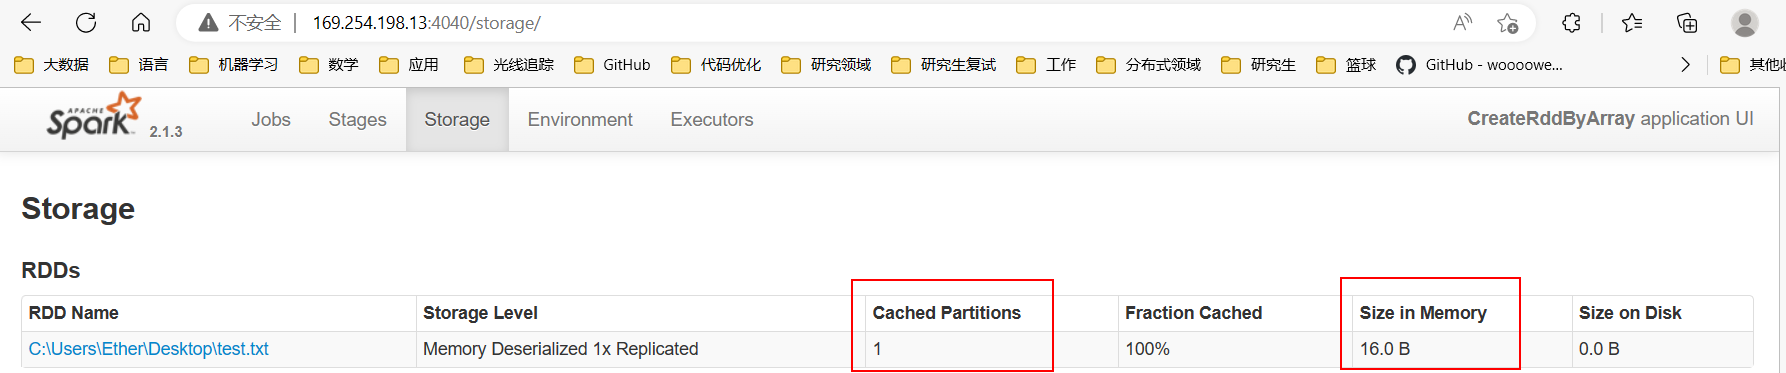 不安全 169.254.198.13:4040/storage/
大数据 语言 机器学习 数学 应用 光线追踪 GitHub 代码优化 研究领域 研究生复试 工作 分布式领域 研究生 篮球 GitHub - woooowe... 其他收
APACHE Spark 2.1.3 Jobs Stages Storage Environment Executors CreateRddByArray application UI
Storage
RDDs
RDD Name Storage Level Cached Partitions Fraction Cached Size in Memory Size on Disk
C:\Users\Ether\Desktop\test.txt Memory Deserialized 1x Replicated 1 100% 16.0 B 0.0 B